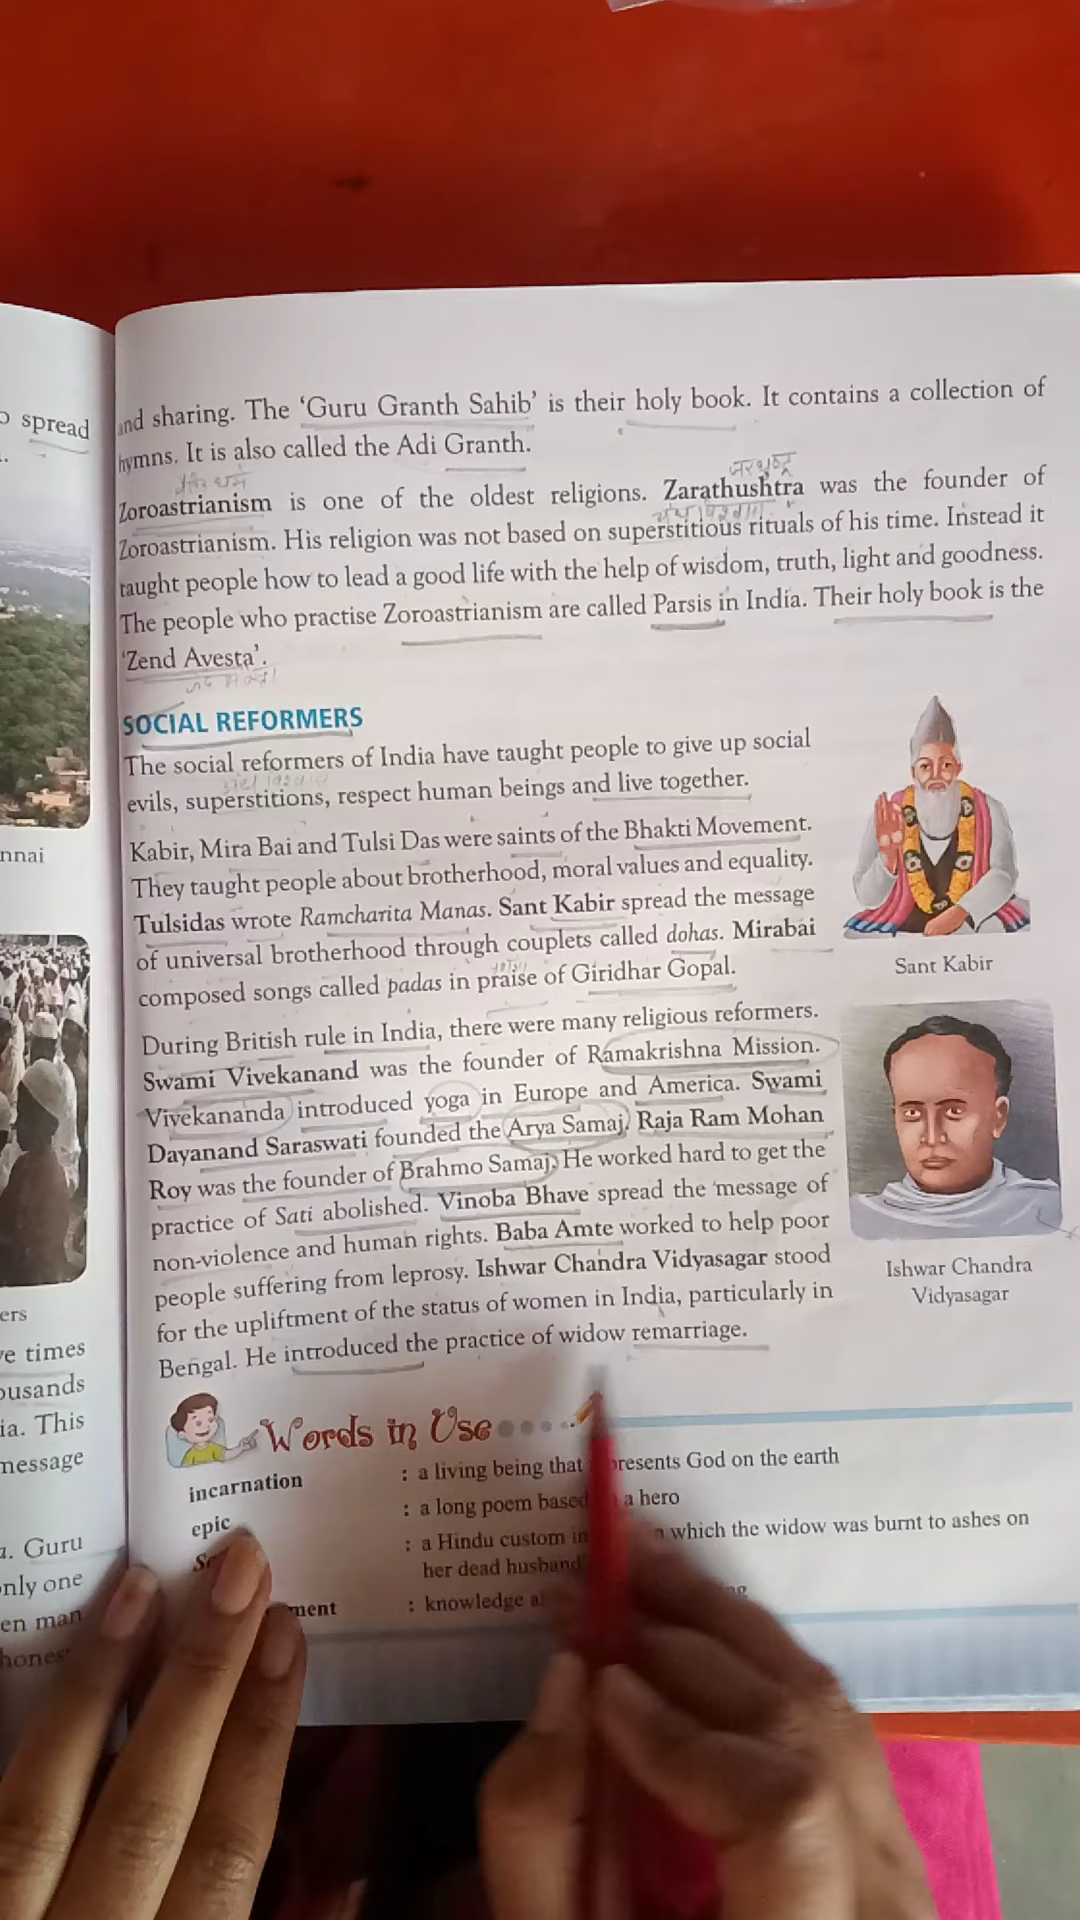 o spread
nnai
ers
ve times
ousands
ia. This
message
a. Guru
only one
en man
hones
and sharing. The ‘Guru Granth Sahib’ is their holy book. It contains a collection of
hymns. It is also called the Adi Granth.
Zoroastrianism is one of the oldest religions. Zarathushtra was the founder of
Zoroastrianism. His religion was not based on superstitious rituals of his time. Instead it
taught people how to lead a good life with the help of wisdom, truth, light and goodness.
The people who practise Zoroastrianism are called Parsis in India. Their holy book is the
‘Zend Avesta’.
SOCIAL REFORMERS
The social reformers of India have taught people to give up social
evils, superstitions, respect human beings and live together.
Kabir, Mira Bai and Tulsi Das were saints of the Bhakti Movement.
They taught people about brotherhood, moral values and equality.
Tulsidas wrote Ramcharita Manas. Sant Kabir spread the message
of universal brotherhood through couplets called dohas. Mirabai
composed songs called padas in praise of Giridhar Gopal.
Sant Kabir
During British rule in India, there were many religious reformers.
Swami Vivekanand was the founder of Ramakrishna Mission.
Vivekananda introduced yoga in Europe and America. Swami
Dayanand Saraswati founded the Arya Samaj. Raja Ram Mohan
Roy was the founder of Brahmo Samaj. He worked hard to get the
practice of Sati abolished. Vinoba Bhave spread the message of
non-violence and human rights. Baba Amte worked to help poor
people suffering from leprosy. Ishwar Chandra Vidyasagar stood
for the upliftment of the status of women in India, particularly in
Bengal. He introduced the practice of widow remarriage.
Ishwar Chandra
Vidyasagar
Words in Use
incarnation : a living being that presents God on the earth
epic : a long poem based a hero
: a Hindu custom in which the widow was burnt to ashes on
her dead husband
ment : knowledge